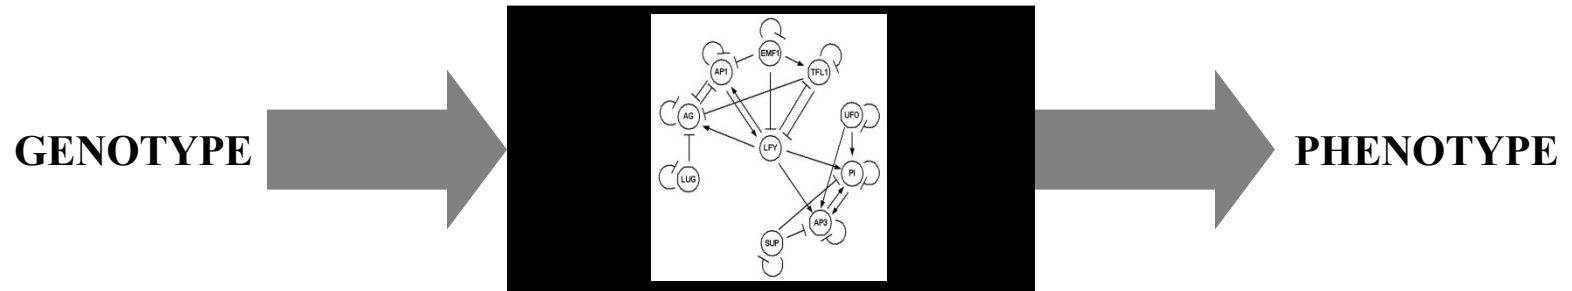 GENOTYPE
EMF1
AP1
TFL1
AG
UFO
LFY
LUG
PI
AP3
SUP
PHENOTYPE